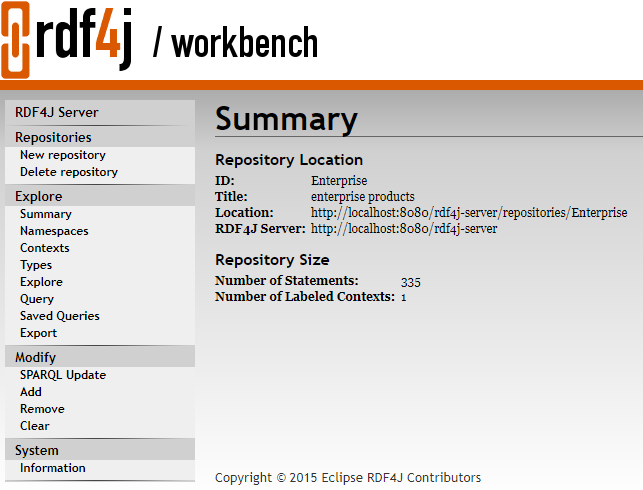 rdf4j / workbench
RDF4J Server
Repositories
New repository
Delete repository
Explore
Summary
Namespaces
Contexts
Types
Explore
Query
Saved Queries
Export
Modify
SPARQL Update
Add
Remove
Clear
System
Information
Summary
Repository Location
ID: Enterprise
Title: enterprise products
Location: http://localhost:8080/rdf4j-server/repositories/Enterprise
RDF4J Server: http://localhost:8080/rdf4j-server
Repository Size
Number of Statements: 335
Number of Labeled Contexts: 1
Copyright © 2015 Eclipse RDF4J Contributors